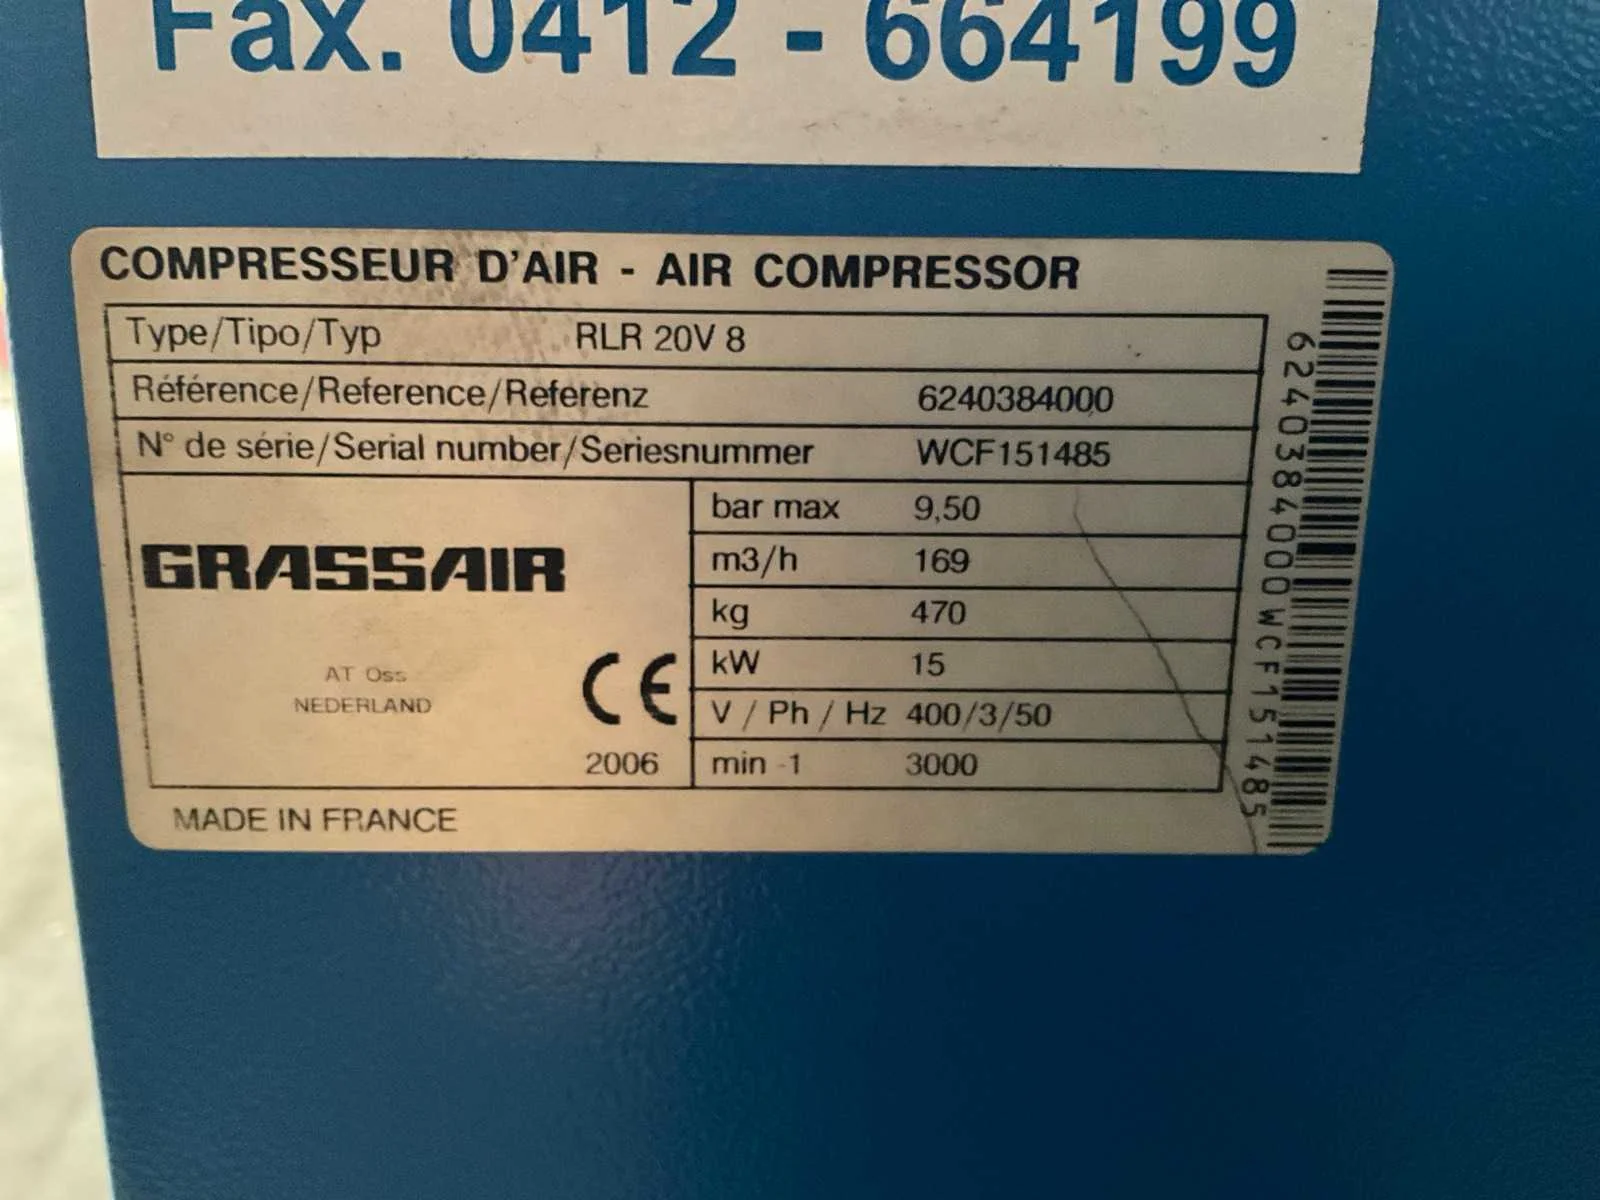 Fax. 0412 - 664199
COMPRESSEUR D'AIR - AIR COMPRESSOR
Type/Tipo/Typ RLR 20V 8
Référence/Reference/Referenz 6240384000
N° de série/Serial number/Seriesnummer WCF151485
bar max 9,50
m3/h 169
kg 470
kW 15
V / Ph / Hz 400/3/50
min -1 3000
GRASSAIR
AT Oss
NEDERLAND
CE
2006
MADE IN FRANCE
6240384000WCF151485